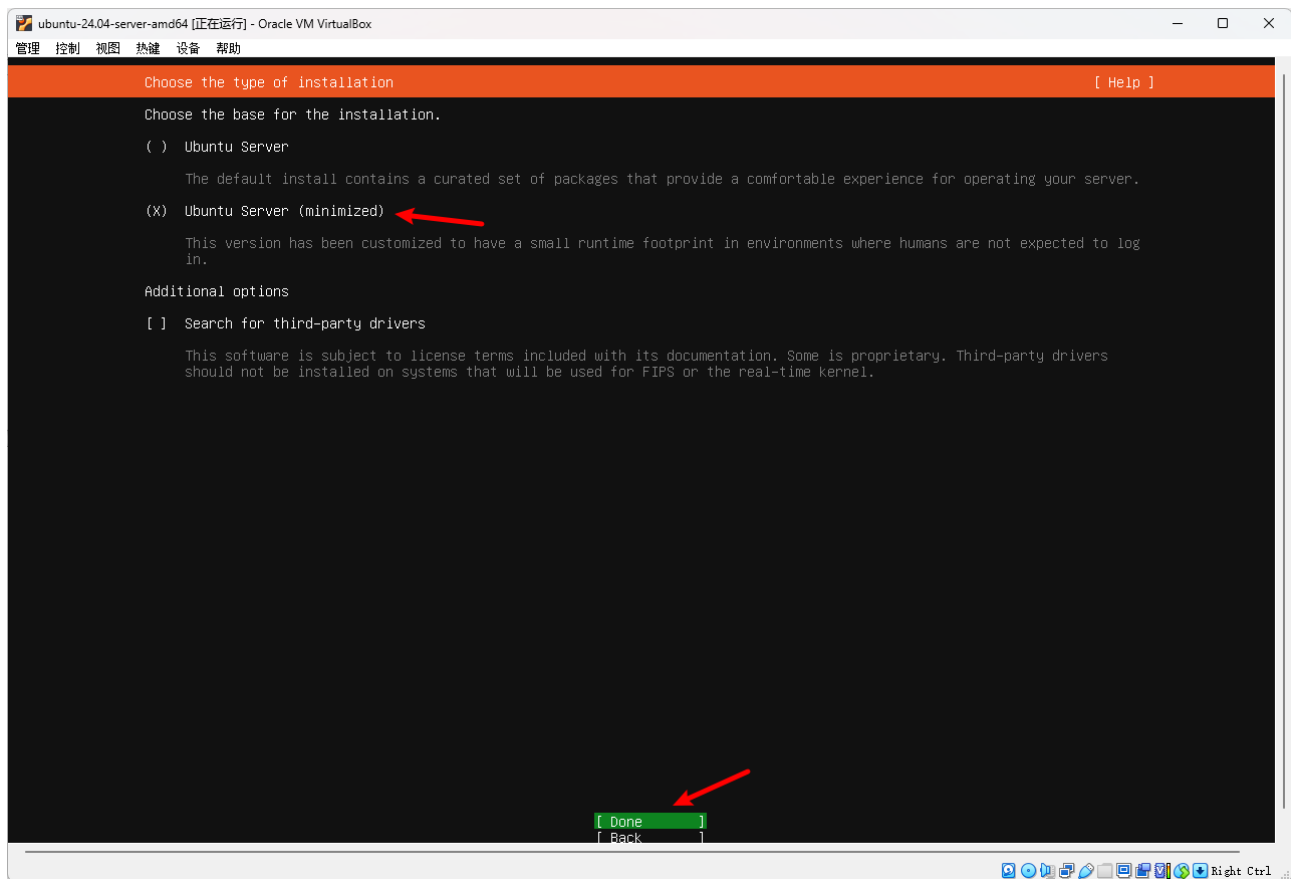 ubuntu-24.04-server-amd64 [正在运行] - Oracle VM VirtualBox
管理 控制 视图 热键 设备 帮助
Choose the type of installation [ Help ]
Choose the base for the installation.
( ) Ubuntu Server
The default install contains a curated set of packages that provide a comfortable experience for operating your server.
(X) Ubuntu Server (minimized)
This version has been customized to have a small runtime footprint in environments where humans are not expected to log
in.
Additional options
[ ] Search for third-party drivers
This software is subject to license terms included with its documentation. Some is proprietary. Third-party drivers
should not be installed on systems that will be used for FIPS or the real-time kernel.
[ Done ]
[ Back ]
Right Ctrl